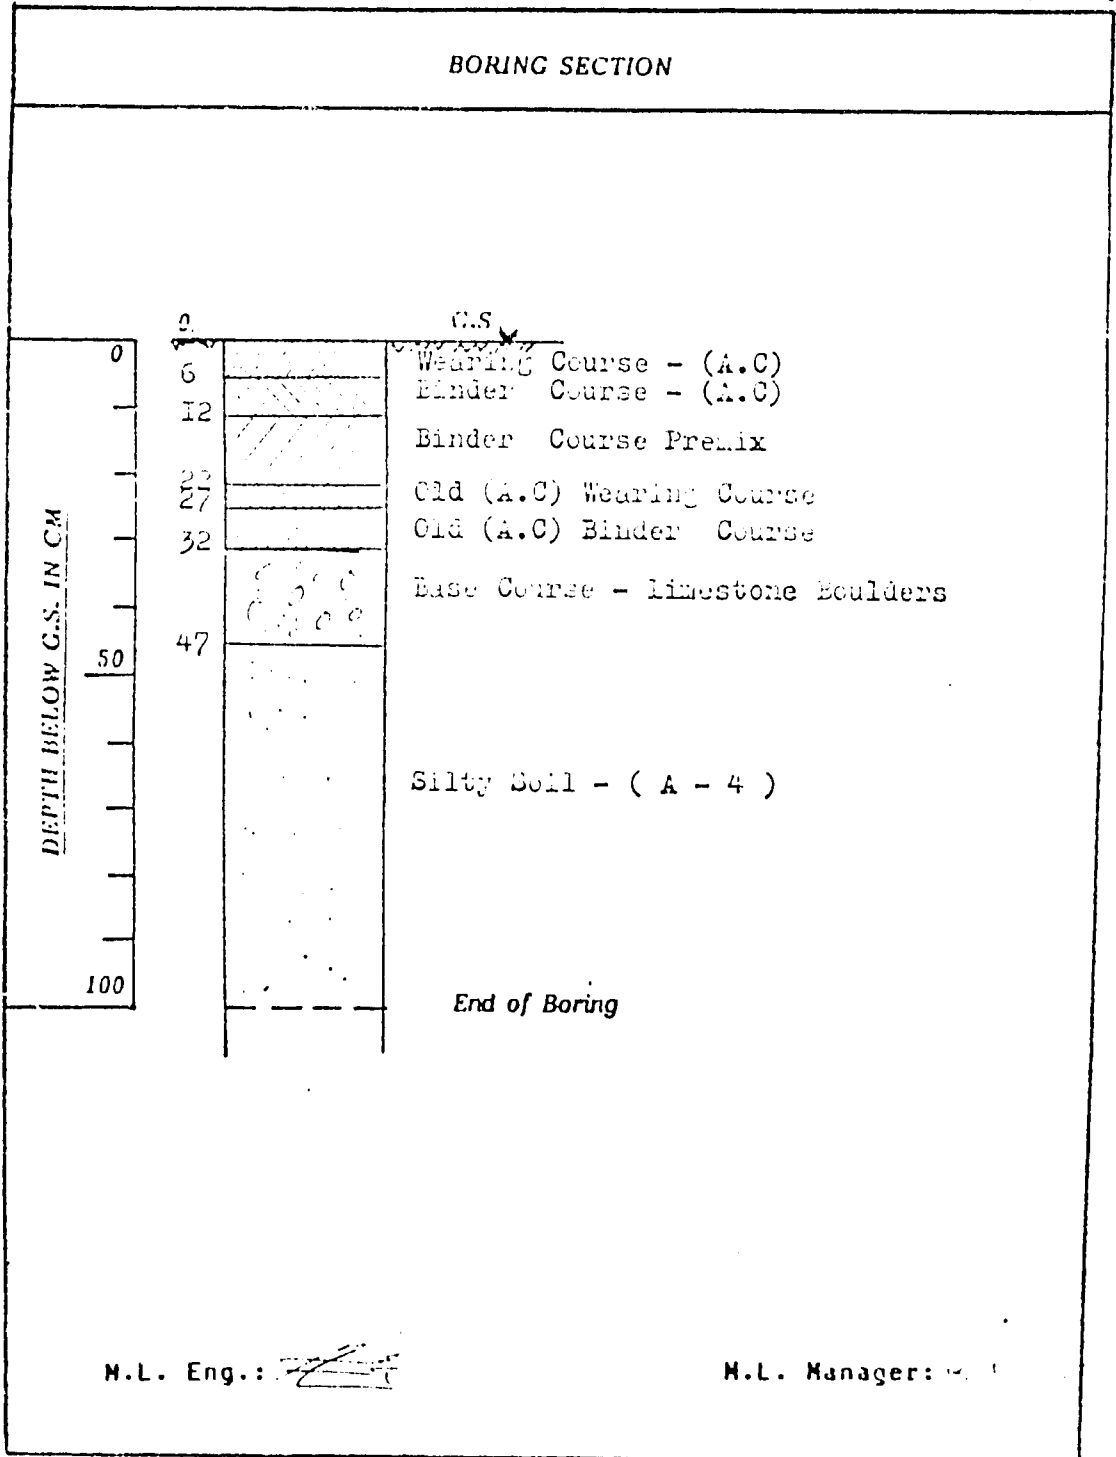 BORING SECTION
0
G.S
0
Wearing Course - (A.C)
6
Binder Course - (A.C)
I2
Binder Course Premix
Old (A.C) Wearing Course
27
Old (A.C) Binder Course
32
Base Course - limestone Boulders
47
50
DEPTH BELOW G.S. IN CM
Silty Soil - ( A - 4 )
100
End of Boring
M.L. Eng.:
M.L. Manager: